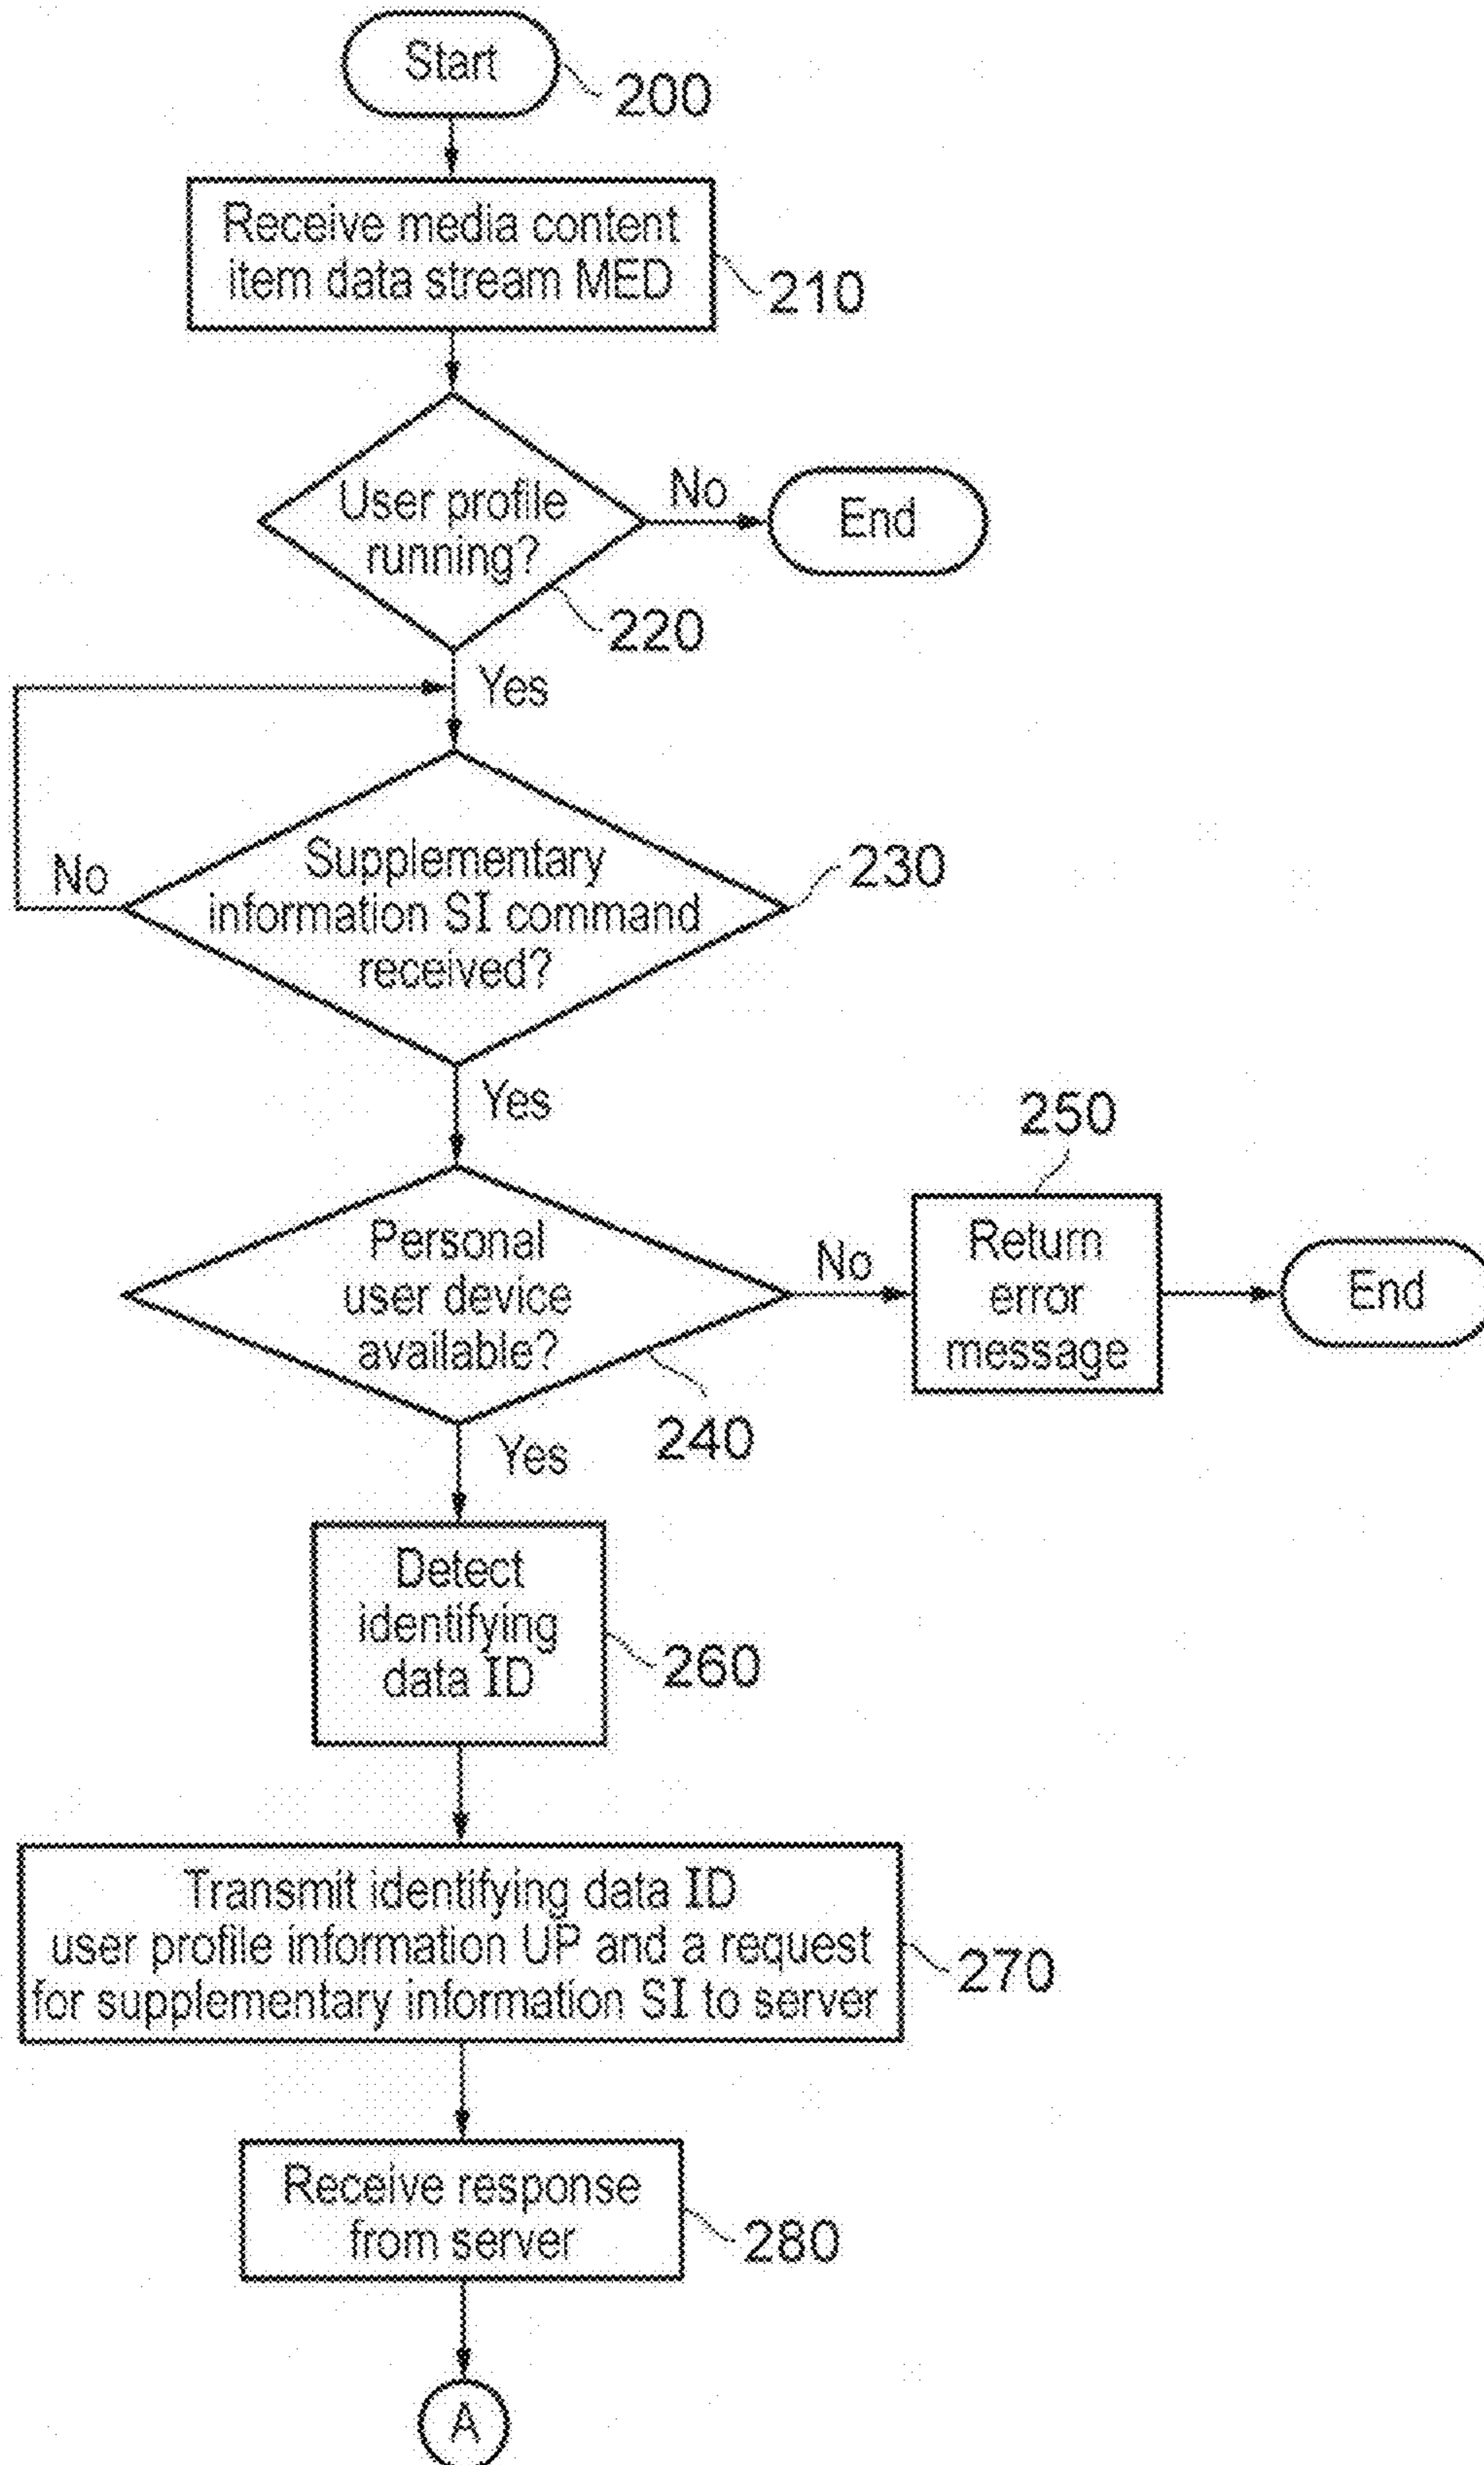 Start
200
Receive media content
item data stream MED
210
User profile
running?
No
End
220
Yes
Supplementary
information SI command
received?
230
No
Yes
250
Personal
user device
available?
No
Return
error
message
End
240
Yes
Detect
identifying
data ID
260
Transmit identifying data ID
user profile information UP and a request
for supplementary information SI to server
270
Receive response
from server
280
A